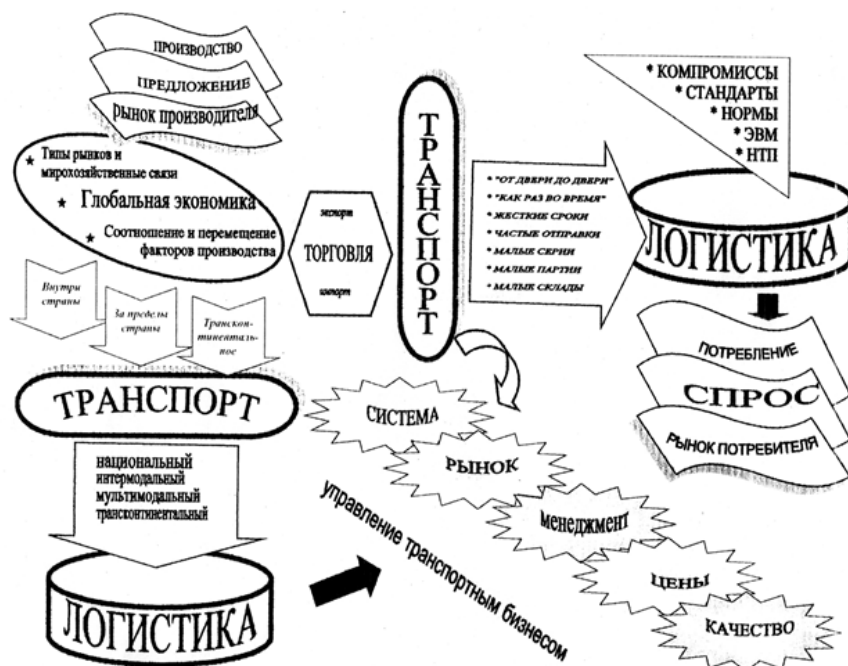 ПРОИЗВОДСТВО
ПРЕДЛОЖЕНИЕ
рынок производителя
★ Типы рынков и
мирохозяйственные связи
★ Глобальная экономика
★ Соотношение и перемещение
факторов производства
Внутри
страны
За пределы
страны
Транскон-
тиненталь-
ное
ТРАНСПОРТ
национальный
интермодальный
мультимодальный
трансконтинентальный
ЛОГИСТИКА
экспорт
ТОРГОВЛЯ
импорт
ТРАНСПОРТ
* "ОТ ДВЕРИ ДО ДВЕРИ"
* "КАК РАЗ ВО ВРЕМЯ"
* ЖЕСТКИЕ СРОКИ
* ЧАСТЫЕ ОТПРАВКИ
* МАЛЫЕ СЕРИИ
* МАЛЫЕ ПАРТИИ
* МАЛЫЕ СКЛАДЫ
* КОМПРОМИССЫ
* СТАНДАРТЫ
* НОРМЫ
* ЭВМ
* НТП
ЛОГИСТИКА
ПОТРЕБЛЕНИЕ
СПРОС
РЫНОК ПОТРЕБИТЕЛЯ
СИСТЕМА
РЫНОК
менеджмент
ЦЕНЫ
КАЧЕСТВО
управление транспортным бизнесом